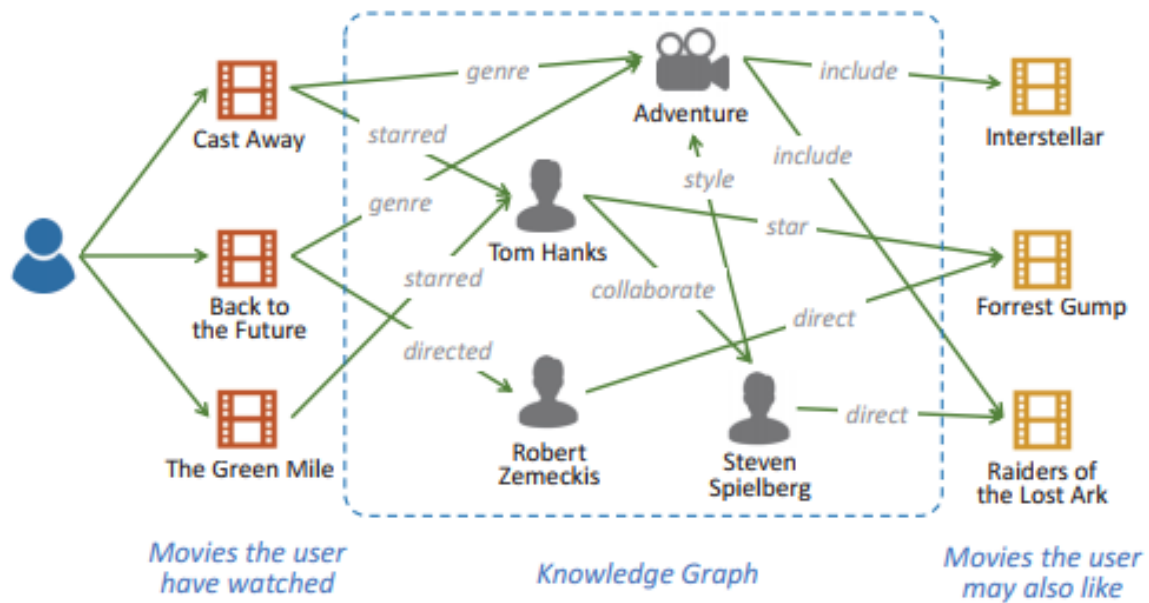 genre
include
Cast Away
Adventure
Interstellar
starred
include
style
genre
star
Tom Hanks
starred
collaborate
Back to
the Future
Forrest Gump
direct
directed
direct
The Green Mile
Robert
Zemeckis
Steven
Spielberg
Raiders of
the Lost Ark
Movies the user
have watched
Knowledge Graph
Movies the user
may also like